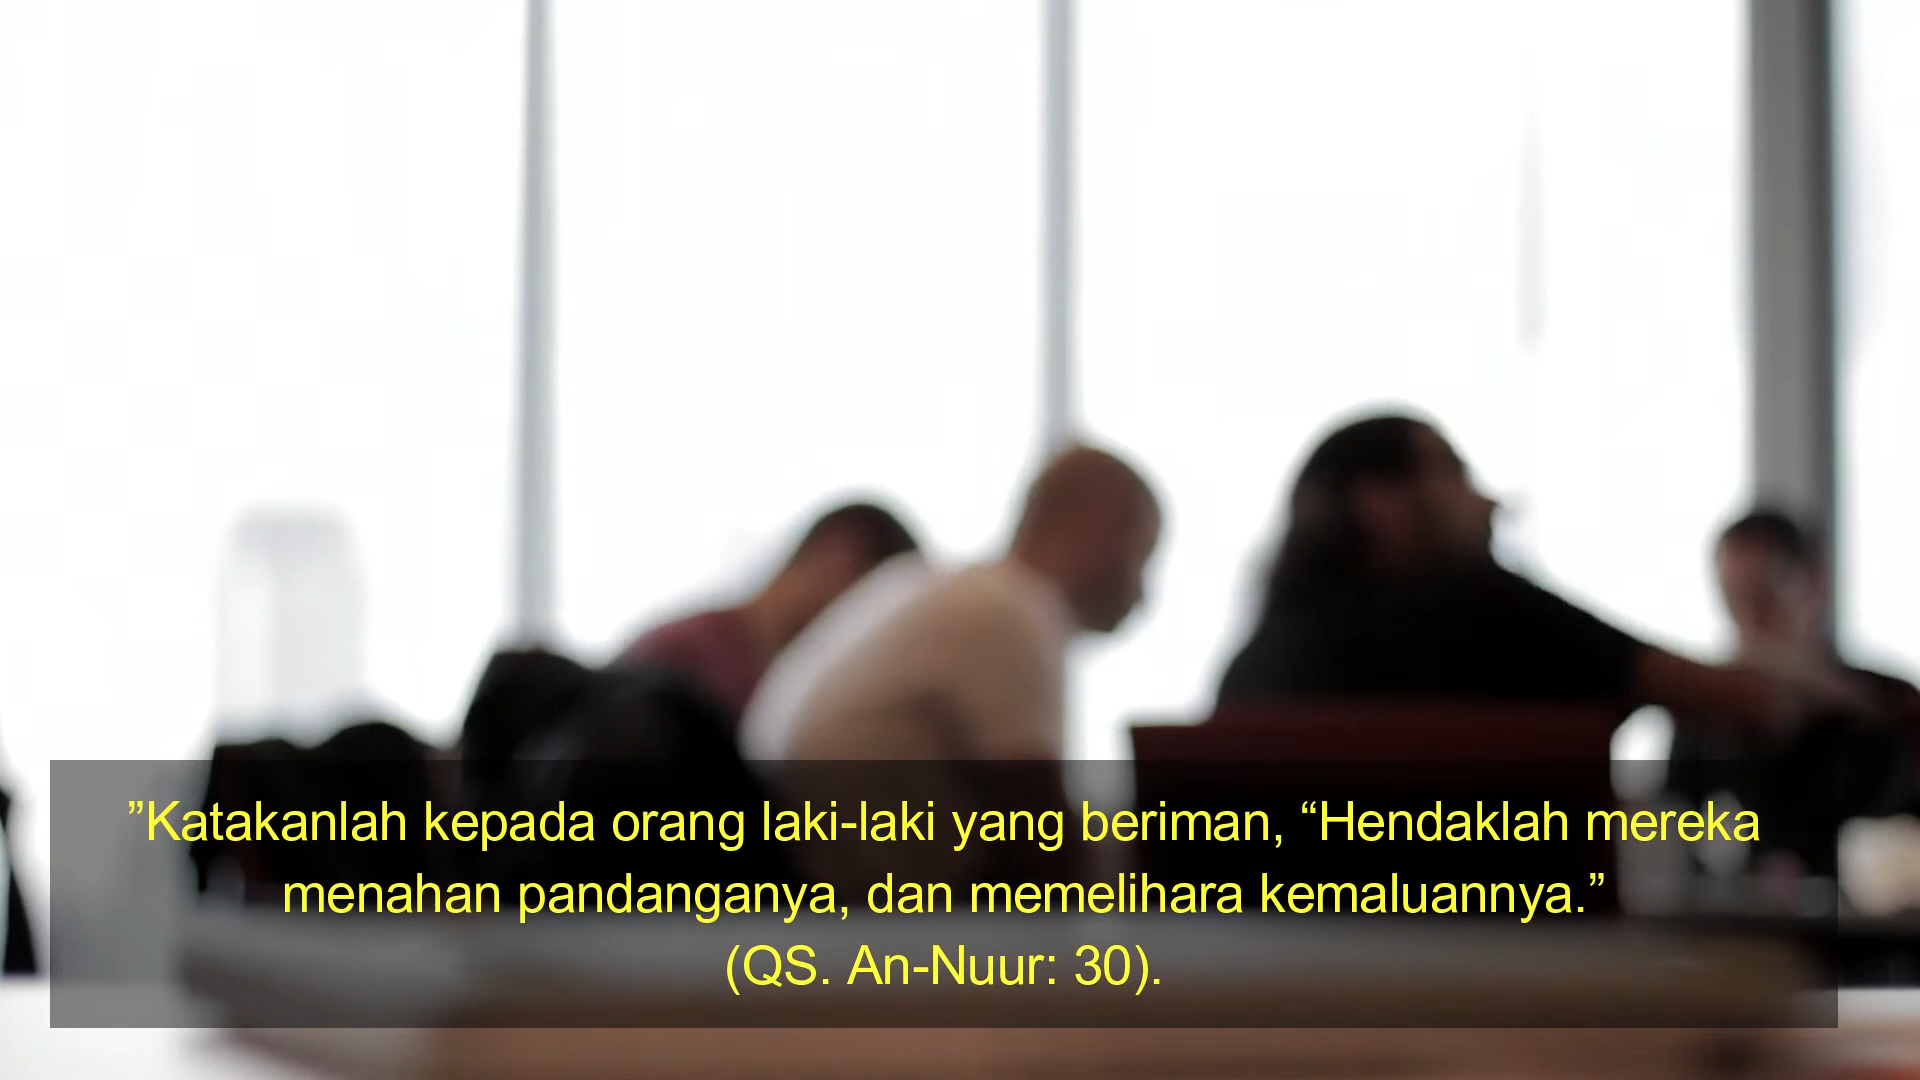 ”Katakanlah kepada orang laki-laki yang beriman, “Hendaklah mereka
menahan pandanganya, dan memelihara kemaluannya.”
(QS. An-Nuur: 30).